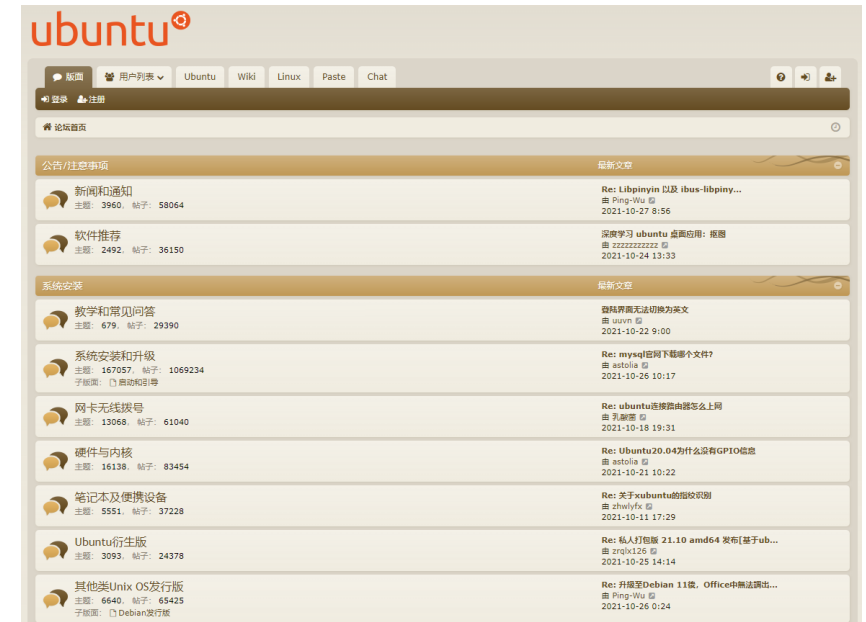 ubuntu
版面 用户列表 Ubuntu Wiki Linux Paste Chat
登录 注册
论坛首页
公告/注意事项 最新文章
新闻和通知
主题: 3960, 帖子: 58064
Re: Libpinyin 以及 ibus-libpiny...
由 Ping-Wu
2021-10-27 8:56
软件推荐
主题: 2492, 帖子: 36150
深度学习 ubuntu 桌面应用: 抠图
由 zzzzzzzzzzz
2021-10-24 13:33
系统安装 最新文章
教学和常见问答
主题: 679, 帖子: 29390
登陆界面无法切换为英文
由 uuvn
2021-10-22 9:00
系统安装和升级
主题: 167057, 帖子: 1069234
子版面: 启动和引导
Re: mysql官网下载哪个文件?
由 astolia
2021-10-26 10:17
网卡无线拨号
主题: 13068, 帖子: 61040
Re: ubuntu连接路由器怎么上网
由 乳酸菌
2021-10-18 19:31
硬件与内核
主题: 16138, 帖子: 83454
Re: Ubuntu20.04为什么没有GPIO信息
由 astolia
2021-10-21 10:22
笔记本及便携设备
主题: 5551, 帖子: 37228
Re: 关于xubuntu的指纹识别
由 zhwlyfx
2021-10-11 17:29
Ubuntu衍生版
主题: 3093, 帖子: 24378
Re: 私人打包版 21.10 amd64 发布[基于ub...
由 zrqlx126
2021-10-25 14:14
其他类Unix OS发行版
主题: 6640, 帖子: 65425
子版面: Debian发行版
Re: 升級至Debian 11後, Office中無法調出...
由 Ping-Wu
2021-10-26 0:24